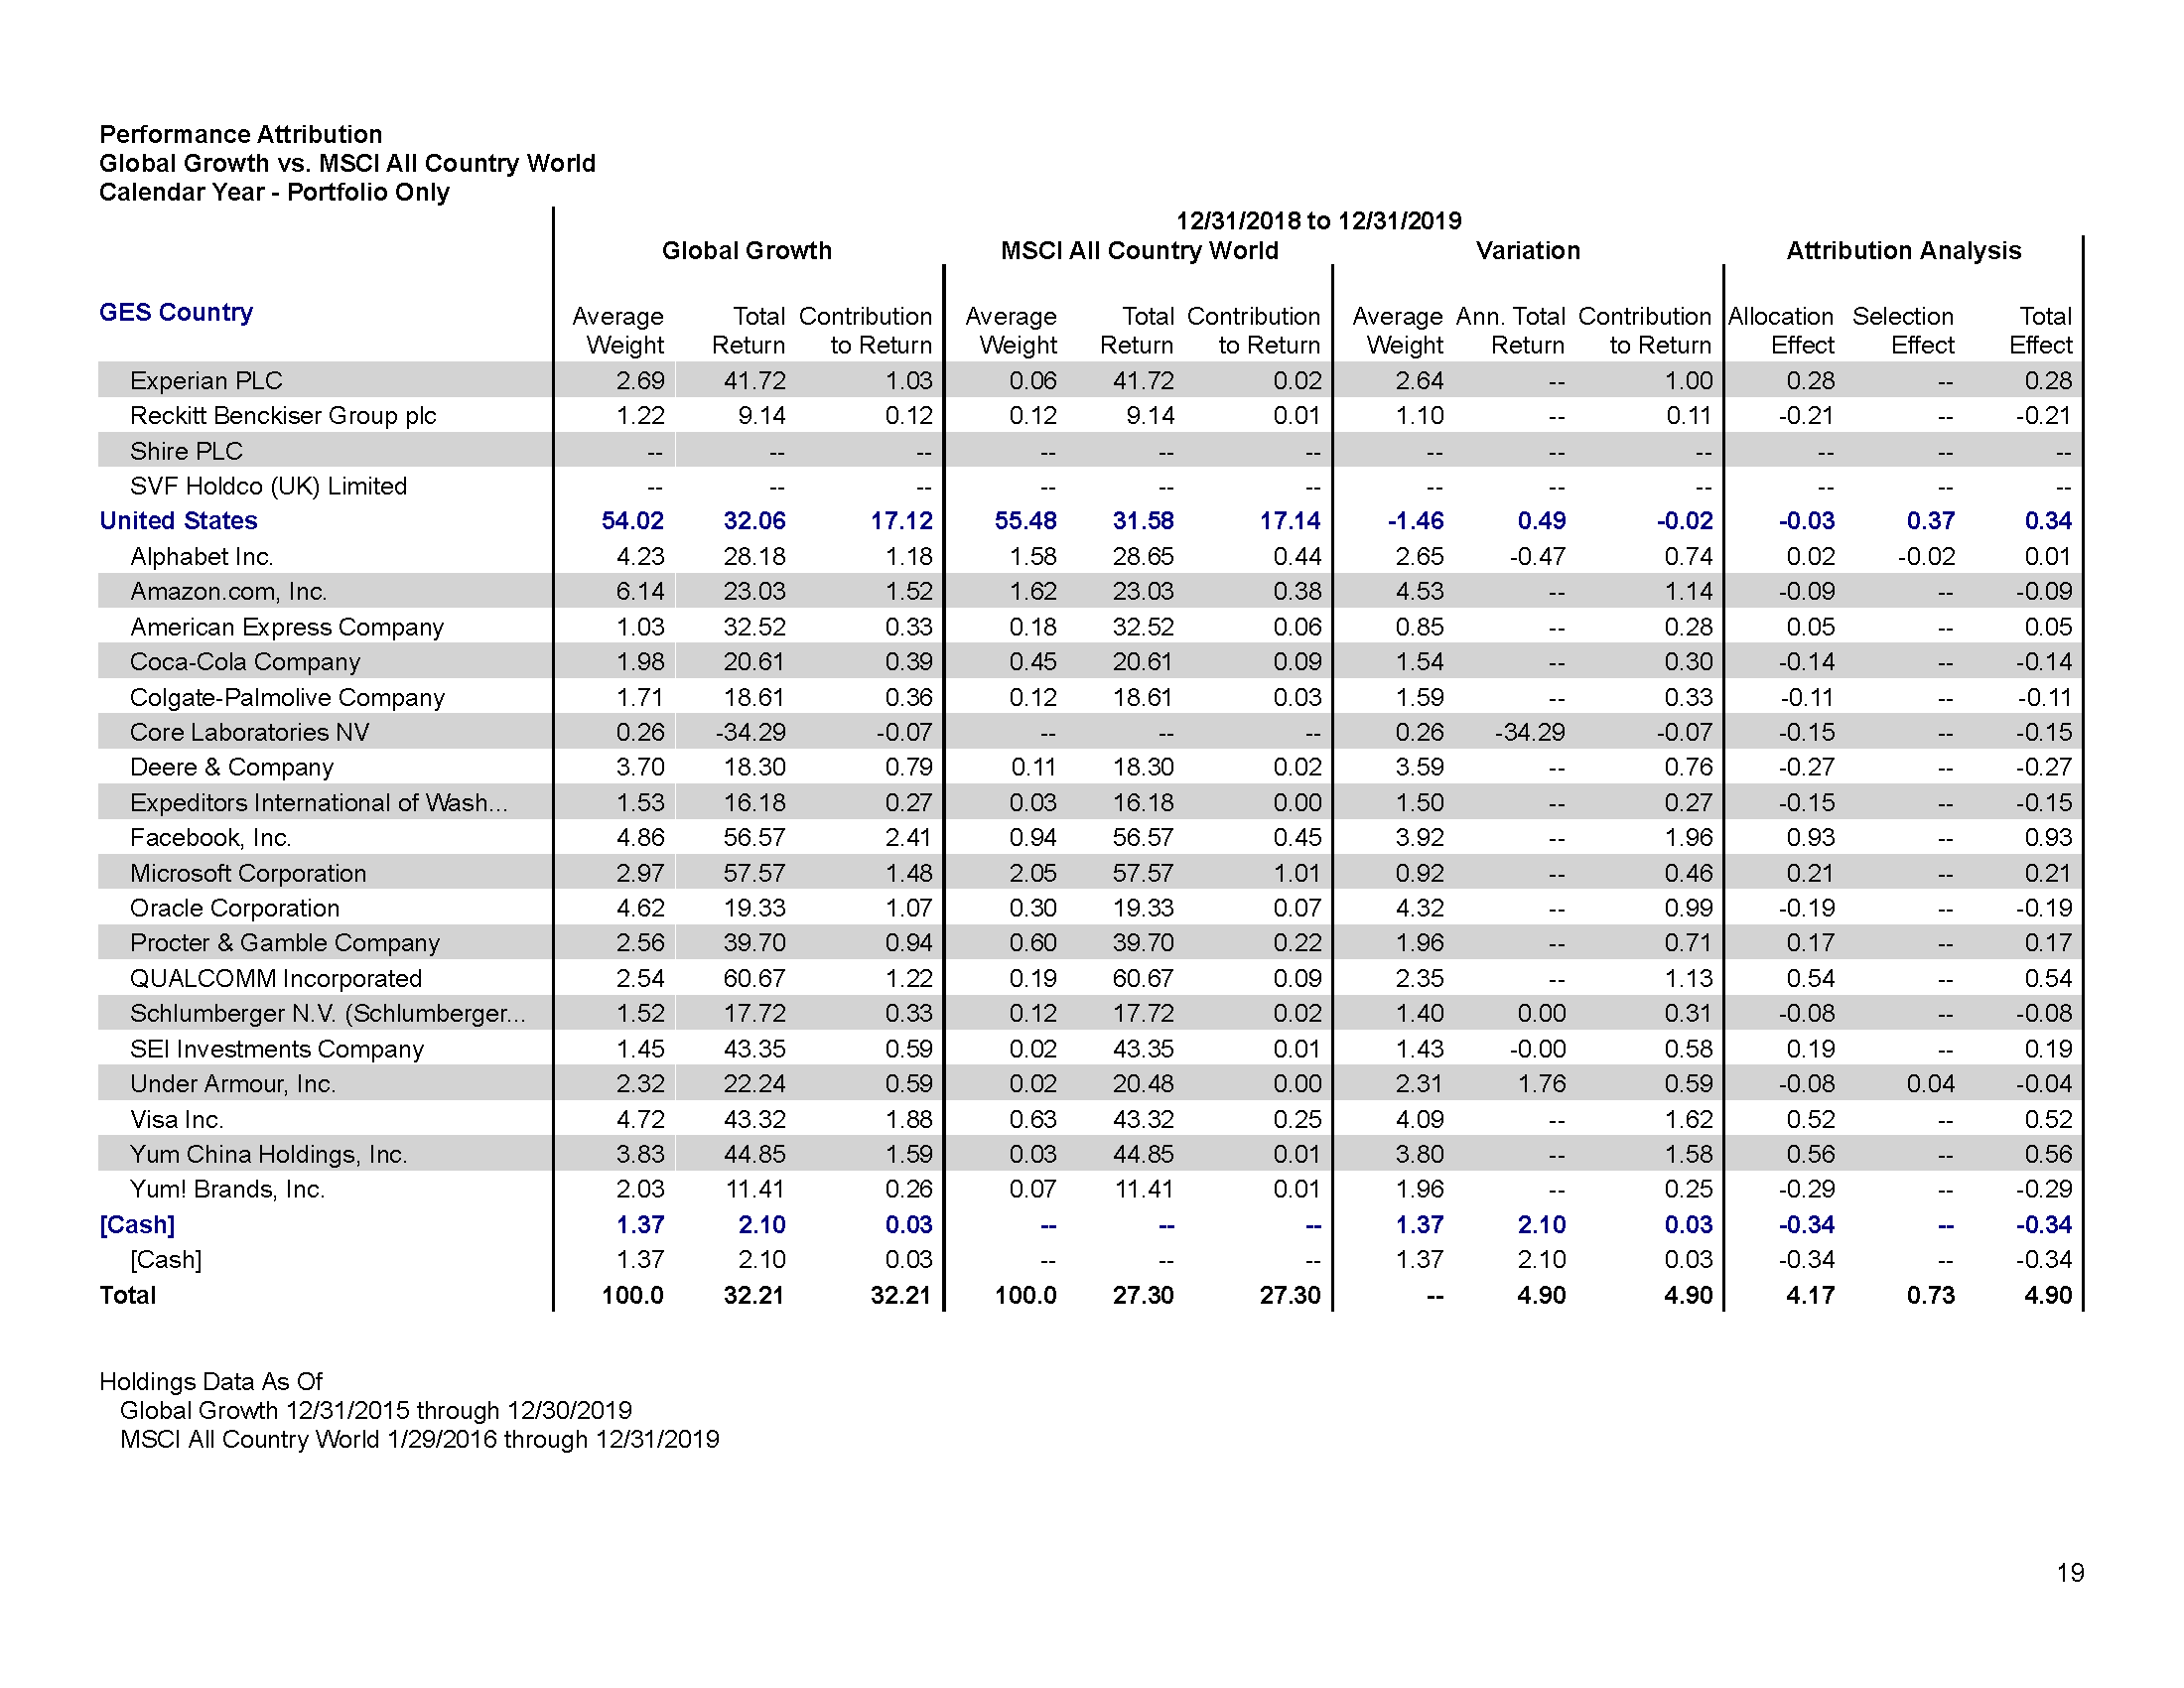 Performance Attribution
Global Growth vs. MSCI All Country World
Calendar Year - Portfolio Only
12/31/2018 to 12/31/2019
Global Growth MSCI All Country World Variation Attribution Analysis
GES Country
Average Total Contribution Average Total Contribution Average Ann. Total Contribution Allocation Selection Total
Weight Return to Return Weight Return to Return Weight Return to Return Effect Effect Effect
Experian PLC 2.69 41.72 1.03 0.06 41.72 0.02 2.64 -- 1.00 0.28 -- 0.28
Reckitt Benckiser Group plc 1.22 9.14 0.12 0.12 9.14 0.01 1.10 -- 0.11 -0.21 -- -0.21
Shire PLC -- -- -- -- -- -- -- -- -- -- -- --
SVF Holdco (UK) Limited -- -- -- -- -- -- -- -- -- -- -- --
United States 54.02 32.06 17.12 55.48 31.58 17.14 -1.46 0.49 -0.02 -0.03 0.37 0.34
Alphabet Inc. 4.23 28.18 1.18 1.58 28.65 0.44 2.65 -0.47 0.74 0.02 -0.02 0.01
Amazon.com, Inc. 6.14 23.03 1.52 1.62 23.03 0.38 4.53 -- 1.14 -0.09 -- -0.09
American Express Company 1.03 32.52 0.33 0.18 32.52 0.06 0.85 -- 0.28 0.05 -- 0.05
Coca-Cola Company 1.98 20.61 0.39 0.45 20.61 0.09 1.54 -- 0.30 -0.14 -- -0.14
Colgate-Palmolive Company 1.71 18.61 0.36 0.12 18.61 0.03 1.59 -- 0.33 -0.11 -- -0.11
Core Laboratories NV 0.26 -34.29 -0.07 -- -- -- 0.26 -34.29 -0.07 -0.15 -- -0.15
Deere & Company 3.70 18.30 0.79 0.11 18.30 0.02 3.59 -- 0.76 -0.27 -- -0.27
Expeditors International of Wash... 1.53 16.18 0.27 0.03 16.18 0.00 1.50 -- 0.27 -0.15 -- -0.15
Facebook, Inc. 4.86 56.57 2.41 0.94 56.57 0.45 3.92 -- 1.96 0.93 -- 0.93
Microsoft Corporation 2.97 57.57 1.48 2.05 57.57 1.01 0.92 -- 0.46 0.21 -- 0.21
Oracle Corporation 4.62 19.33 1.07 0.30 19.33 0.07 4.32 -- 0.99 -0.19 -- -0.19
Procter & Gamble Company 2.56 39.70 0.94 0.60 39.70 0.22 1.96 -- 0.71 0.17 -- 0.17
QUALCOMM Incorporated 2.54 60.67 1.22 0.19 60.67 0.09 2.35 -- 1.13 0.54 -- 0.54
Schlumberger N.V. (Schlumberger... 1.52 17.72 0.33 0.12 17.72 0.02 1.40 0.00 0.31 -0.08 -- -0.08
SEI Investments Company 1.45 43.35 0.59 0.02 43.35 0.01 1.43 -0.00 0.58 0.19 -- 0.19
Under Armour, Inc. 2.32 22.24 0.59 0.02 20.48 0.00 2.31 1.76 0.59 -0.08 0.04 -0.04
Visa Inc. 4.72 43.32 1.88 0.63 43.32 0.25 4.09 -- 1.62 0.52 -- 0.52
Yum China Holdings, Inc. 3.83 44.85 1.59 0.03 44.85 0.01 3.80 -- 1.58 0.56 -- 0.56
Yum! Brands, Inc. 2.03 11.41 0.26 0.07 11.41 0.01 1.96 -- 0.25 -0.29 -- -0.29
[Cash] 1.37 2.10 0.03 -- -- -- 1.37 2.10 0.03 -0.34 -- -0.34
[Cash] 1.37 2.10 0.03 -- -- -- 1.37 2.10 0.03 -0.34 -- -0.34
Total 100.0 32.21 32.21 100.0 27.30 27.30 -- 4.90 4.90 4.17 0.73 4.90
Holdings Data As Of
Global Growth 12/31/2015 through 12/30/2019
MSCI All Country World 1/29/2016 through 12/31/2019
19